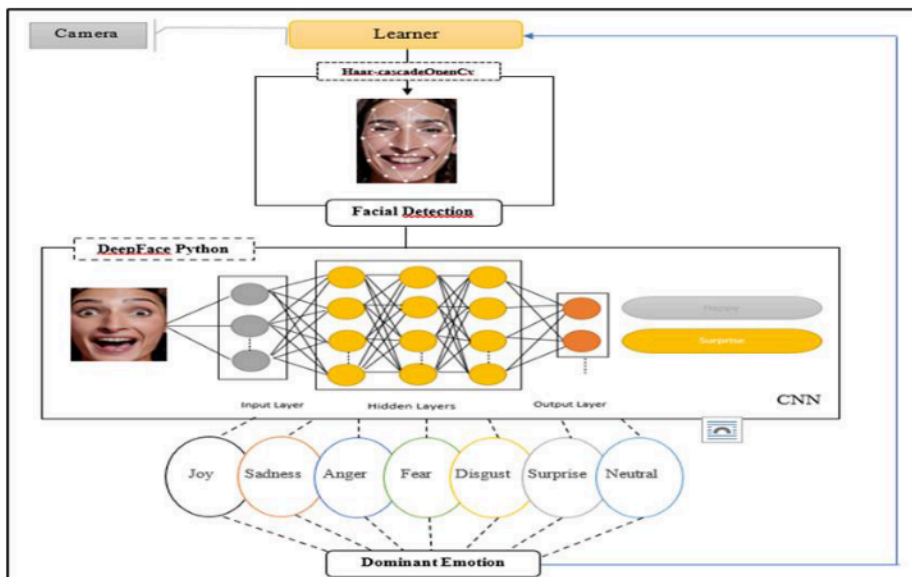 Camera
Learner
Haar-cascadeOpenCv
Facial Detection
DeepFace Python
Happy
Surprise
Input Layer
Hidden Layers
Output Layer
CNN
Joy
Sadness
Anger
Fear
Disgust
Surprise
Neutral
Dominant Emotion